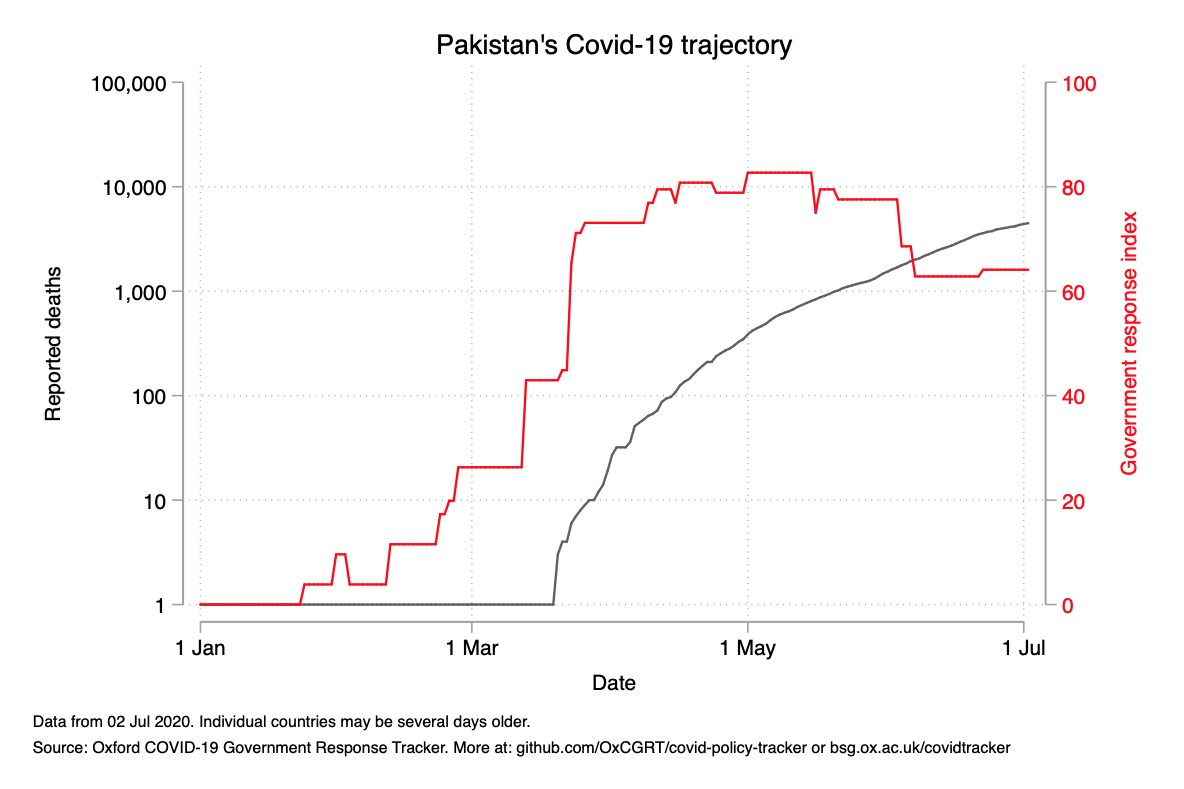 Pakistan's Covid-19 trajectory
100,000
10,000
1,000
100
10
1
Reported deaths
100
80
60
40
20
0
Government response index
1 Jan
1 Mar
1 May
1 Jul
Date
Data from 02 Jul 2020. Individual countries may be several days older.
Source: Oxford COVID-19 Government Response Tracker. More at: github.com/OxCGRT/covid-policy-tracker or bsg.ox.ac.uk/covidtracker